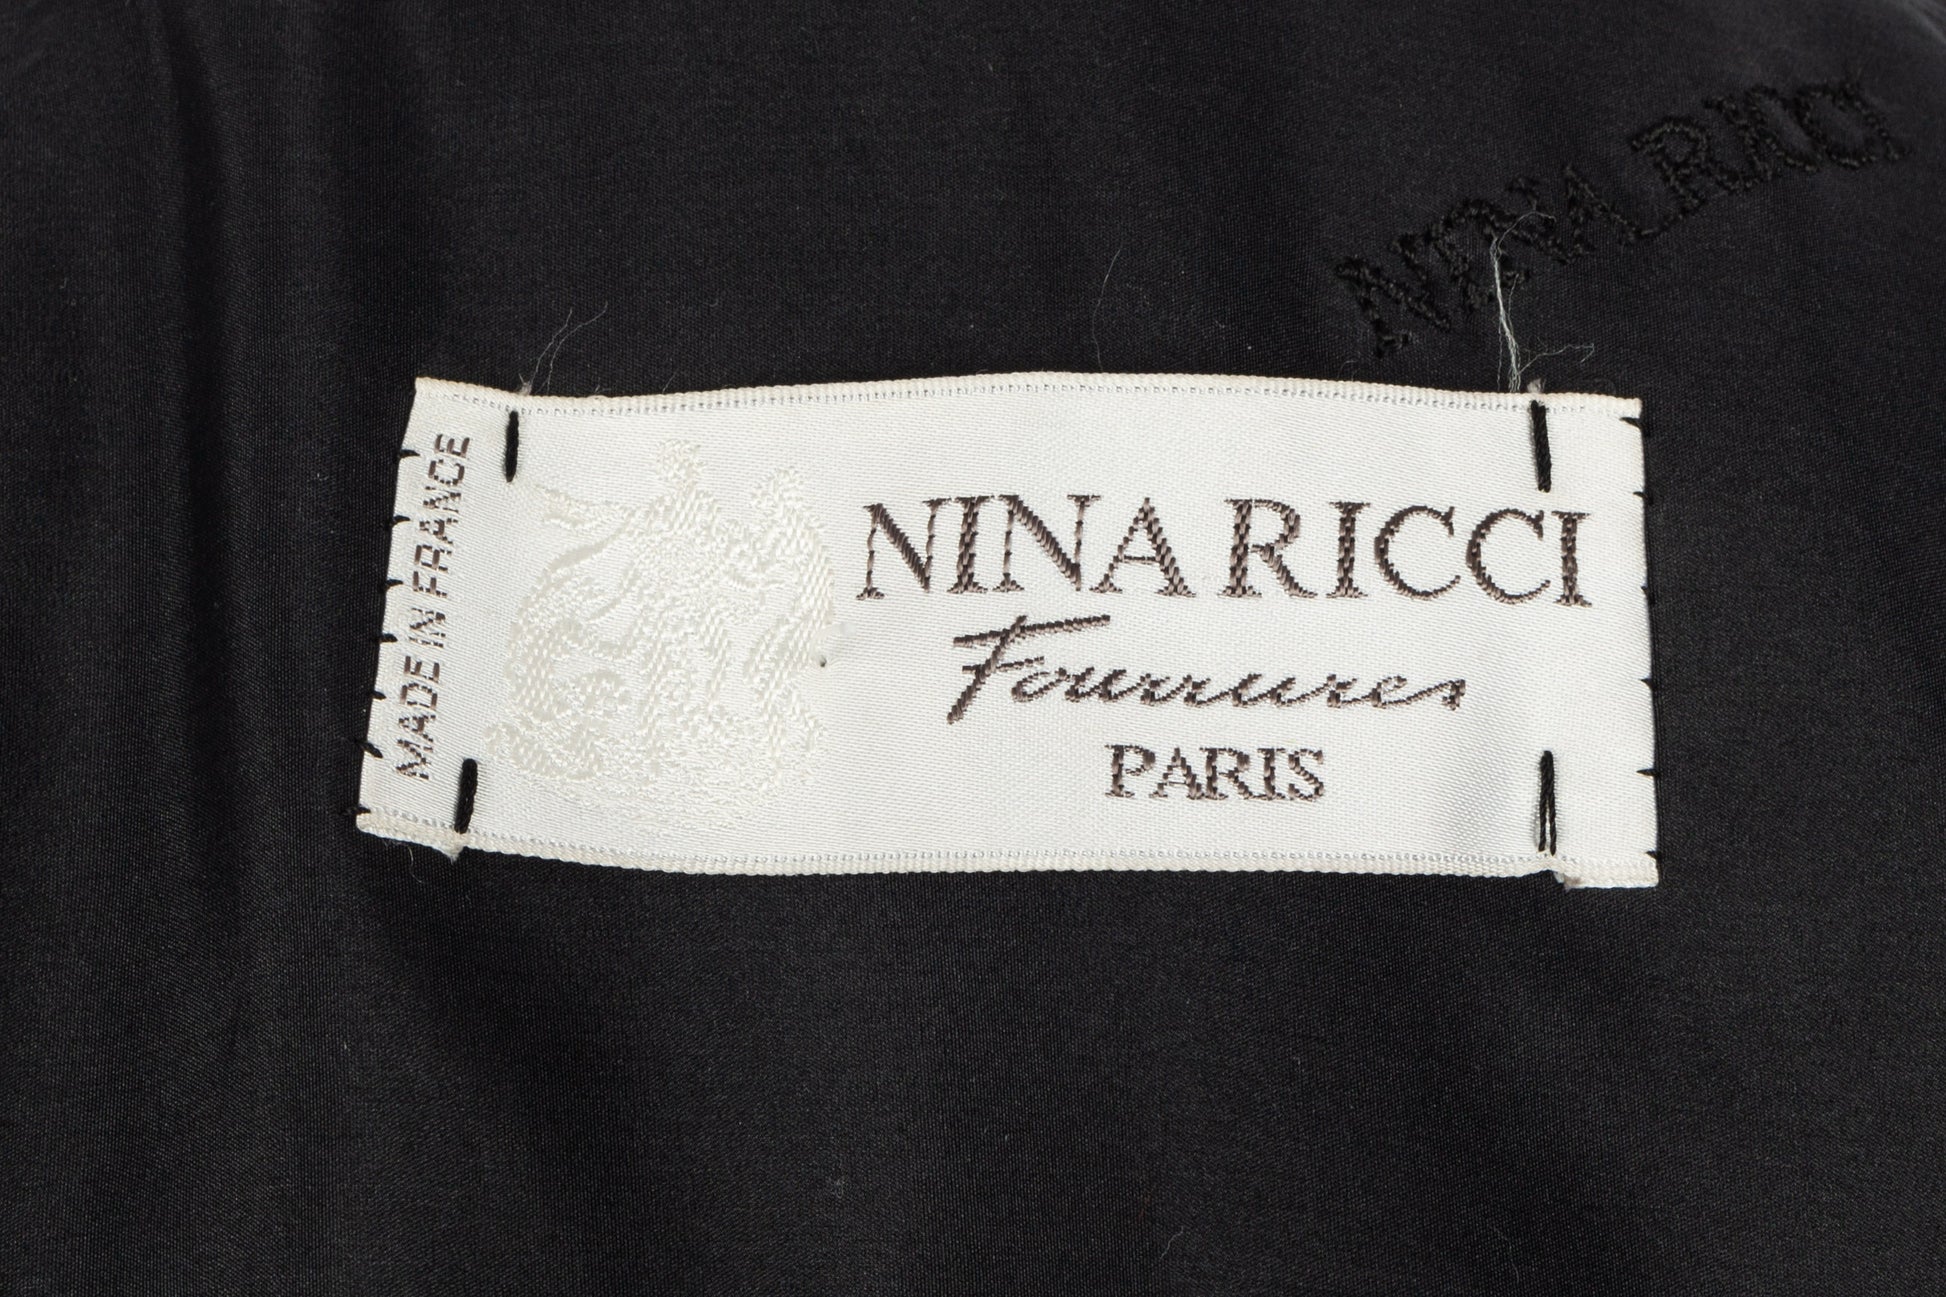 NINA RICCI
MADE IN FRANCE
NINA RICCI
Fourrures
PARIS